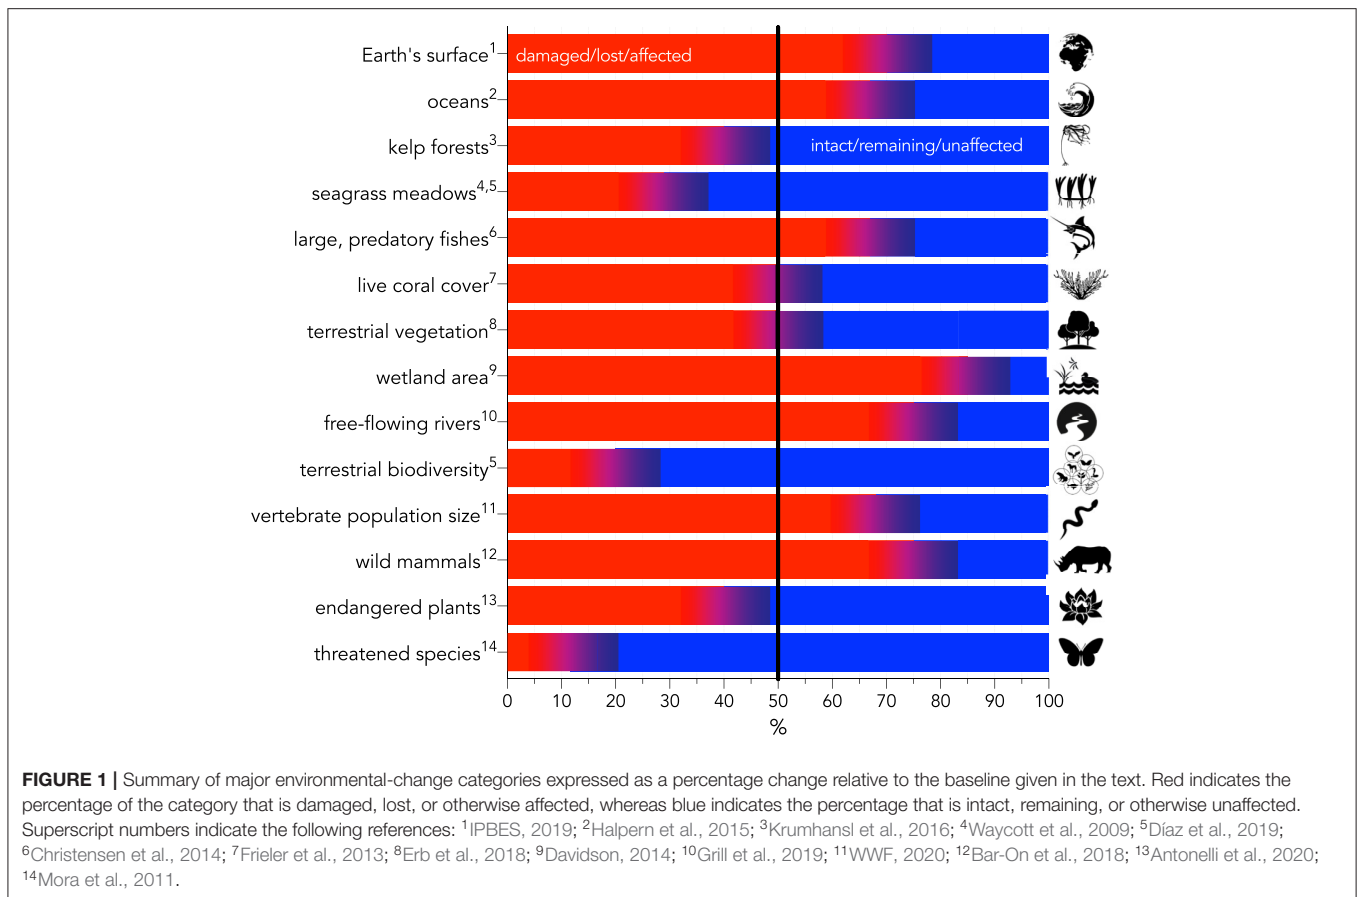 Earth's surface¹
damaged/lost/affected
oceans²
kelp forests³
intact/remaining/unaffected
seagrass meadows⁴,⁵
large, predatory fishes⁶
live coral cover⁷
terrestrial vegetation⁸
wetland area⁹
free-flowing rivers¹⁰
terrestrial biodiversity⁵
vertebrate population size¹¹
wild mammals¹²
endangered plants¹³
threatened species¹⁴
0 10 20 30 40 50 60 70 80 90 100
%
FIGURE 1 | Summary of major environmental-change categories expressed as a percentage change relative to the baseline given in the text. Red indicates the
percentage of the category that is damaged, lost, or otherwise affected, whereas blue indicates the percentage that is intact, remaining, or otherwise unaffected.
Superscript numbers indicate the following references: ¹IPBES, 2019; ²Halpern et al., 2015; ³Krumhansl et al., 2016; ⁴Waycott et al., 2009; ⁵Díaz et al., 2019;
⁶Christensen et al., 2014; ⁷Frieler et al., 2013; ⁸Erb et al., 2018; ⁹Davidson, 2014; ¹⁰Grill et al., 2019; ¹¹WWF, 2020; ¹²Bar-On et al., 2018; ¹³Antonelli et al., 2020;
¹⁴Mora et al., 2011.